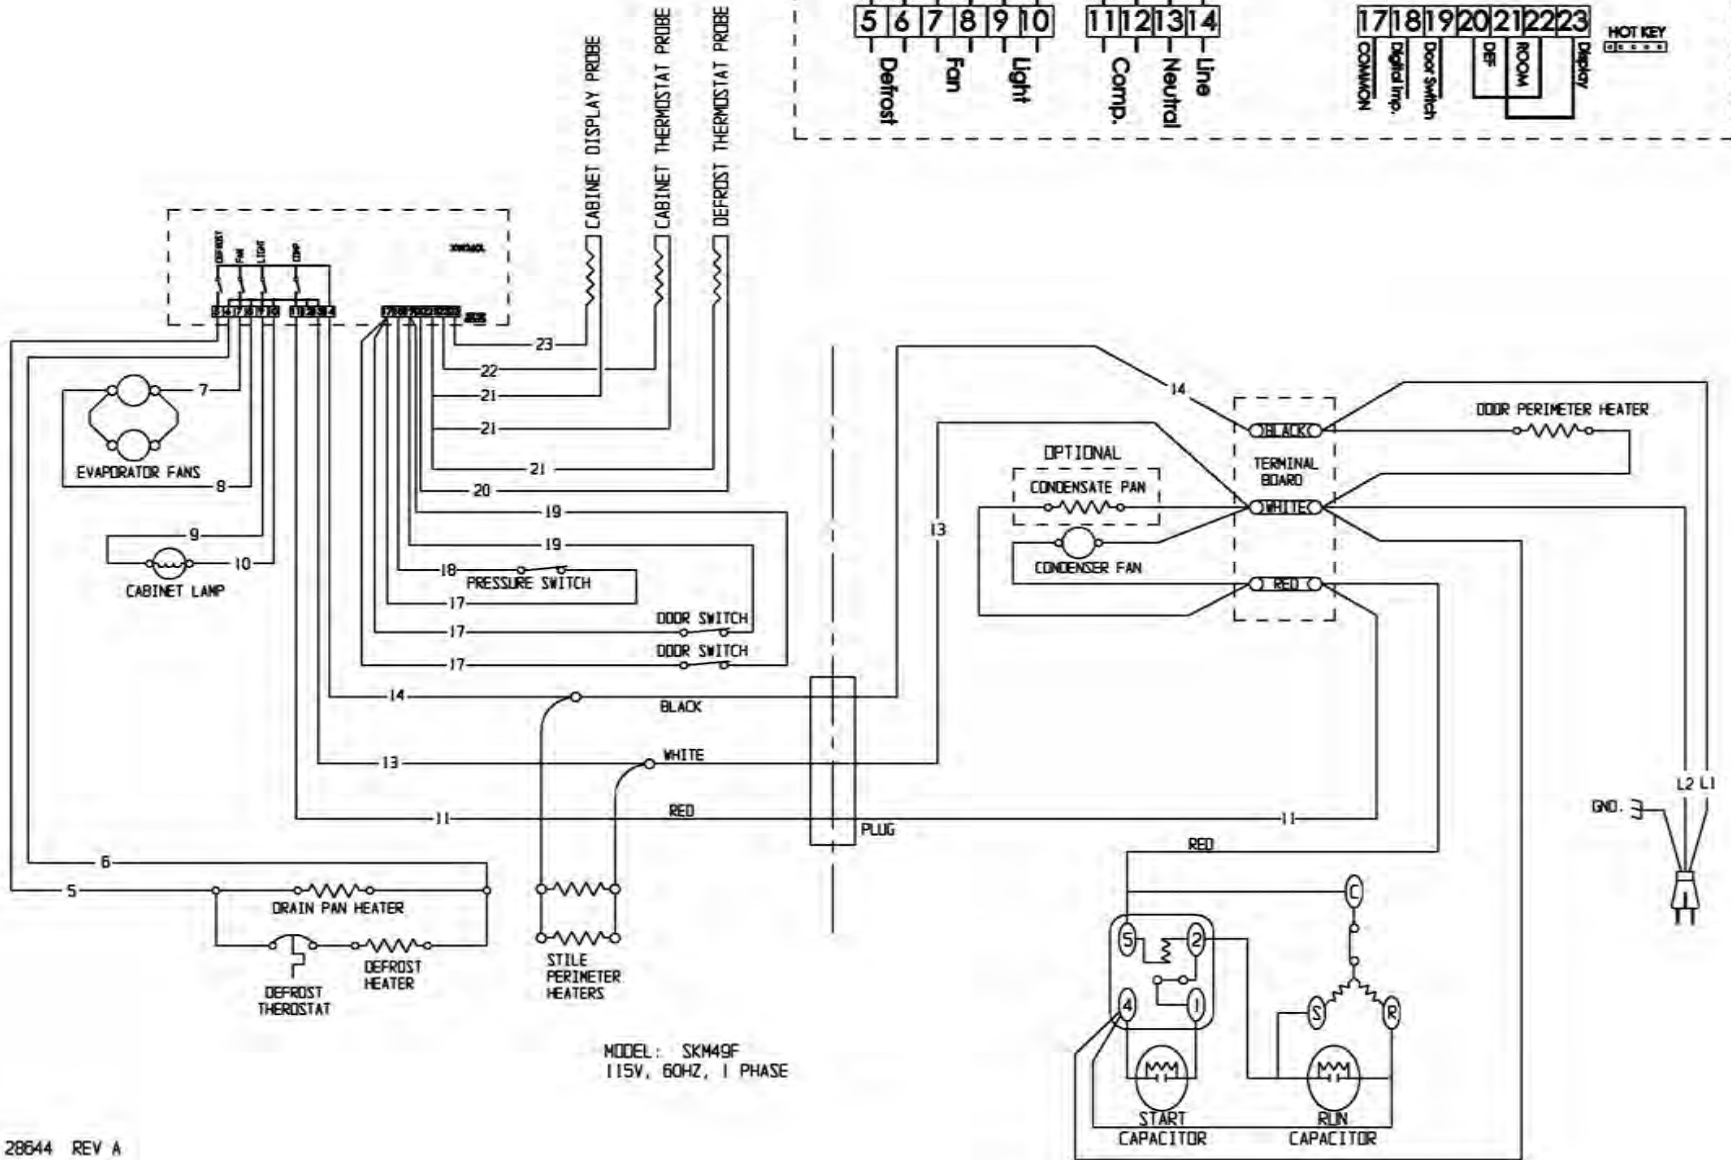 5 6 7 8 9 10 11 12 13 14 17 18 19 20 21 22 23
HOT KEY
Defrost
Fan
Light
Comp.
Neutral
Line
COMMON
Digital Imp.
Door Switch
DEF
ROOM
Display
CABINET DISPLAY PROBE
CABINET THERMOSTAT PROBE
DEFROST THERMOSTAT PROBE
DEFROST
FAN
LIGHT
COMP
23
22
21
21
21
20
19
19
18
PRESSURE SWITCH
17
17
DOOR SWITCH
17
DOOR SWITCH
7
EVAPORATOR FANS
8
9
10
CABINET LAMP
14
BLACK
13
WHITE
11
RED
PLUG
6
5
DRAIN PAN HEATER
DEFROST
HEATER
DEFROST
THEROSTAT
STILE
PERIMETER
HEATERS
14
13
OPTIONAL
CONDENSATE PAN
CONDENSER FAN
BLACK
TERMINAL
BOARD
WHITE
RED
DOOR PERIMETER HEATER
L2 L1
GND.
11
RED
C
5
2
4
1
S
R
START
CAPACITOR
RUN
CAPACITOR
MODEL: SKM49F
115V, 60HZ, 1 PHASE
28644 REV A